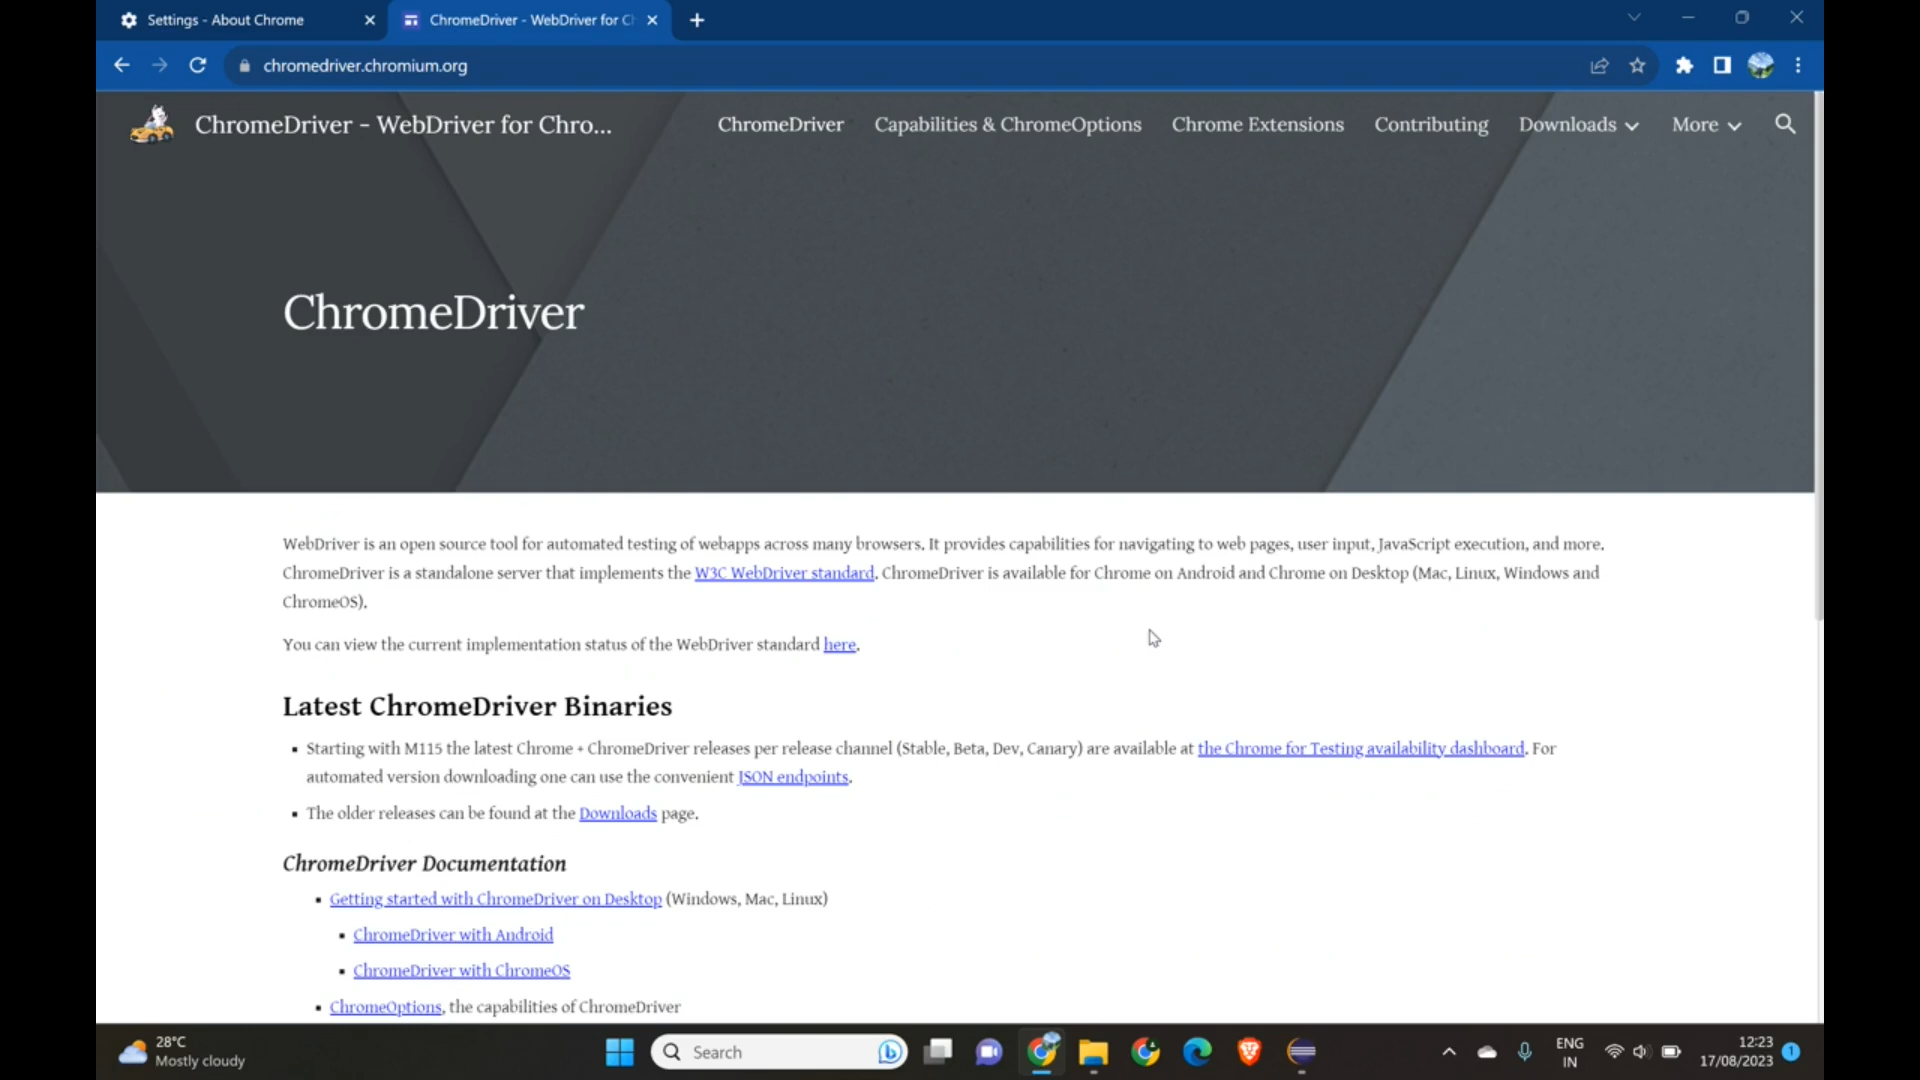 Settings - About Chrome
ChromeDriver - WebDriver for Ch
chromedriver.chromium.org
ChromeDriver - WebDriver for Chro...
ChromeDriver
Capabilities & ChromeOptions
Chrome Extensions
Contributing
Downloads
More
ChromeDriver
WebDriver is an open source tool for automated testing of webapps across many browsers. It provides capabilities for navigating to web pages, user input, JavaScript execution, and more.
ChromeDriver is a standalone server that implements the W3C WebDriver standard. ChromeDriver is available for Chrome on Android and Chrome on Desktop (Mac, Linux, Windows and
ChromeOS).
You can view the current implementation status of the WebDriver standard here.
Latest ChromeDriver Binaries
▪ Starting with M115 the latest Chrome + ChromeDriver releases per release channel (Stable, Beta, Dev, Canary) are available at the Chrome for Testing availability dashboard. For
automated version downloading one can use the convenient JSON endpoints.
▪ The older releases can be found at the Downloads page.
ChromeDriver Documentation
▪ Getting started with ChromeDriver on Desktop (Windows, Mac, Linux)
▪ ChromeDriver with Android
▪ ChromeDriver with ChromeOS
▪ ChromeOptions, the capabilities of ChromeDriver
28°C
Mostly cloudy
Search
ENG
IN
12:23
17/08/2023
1